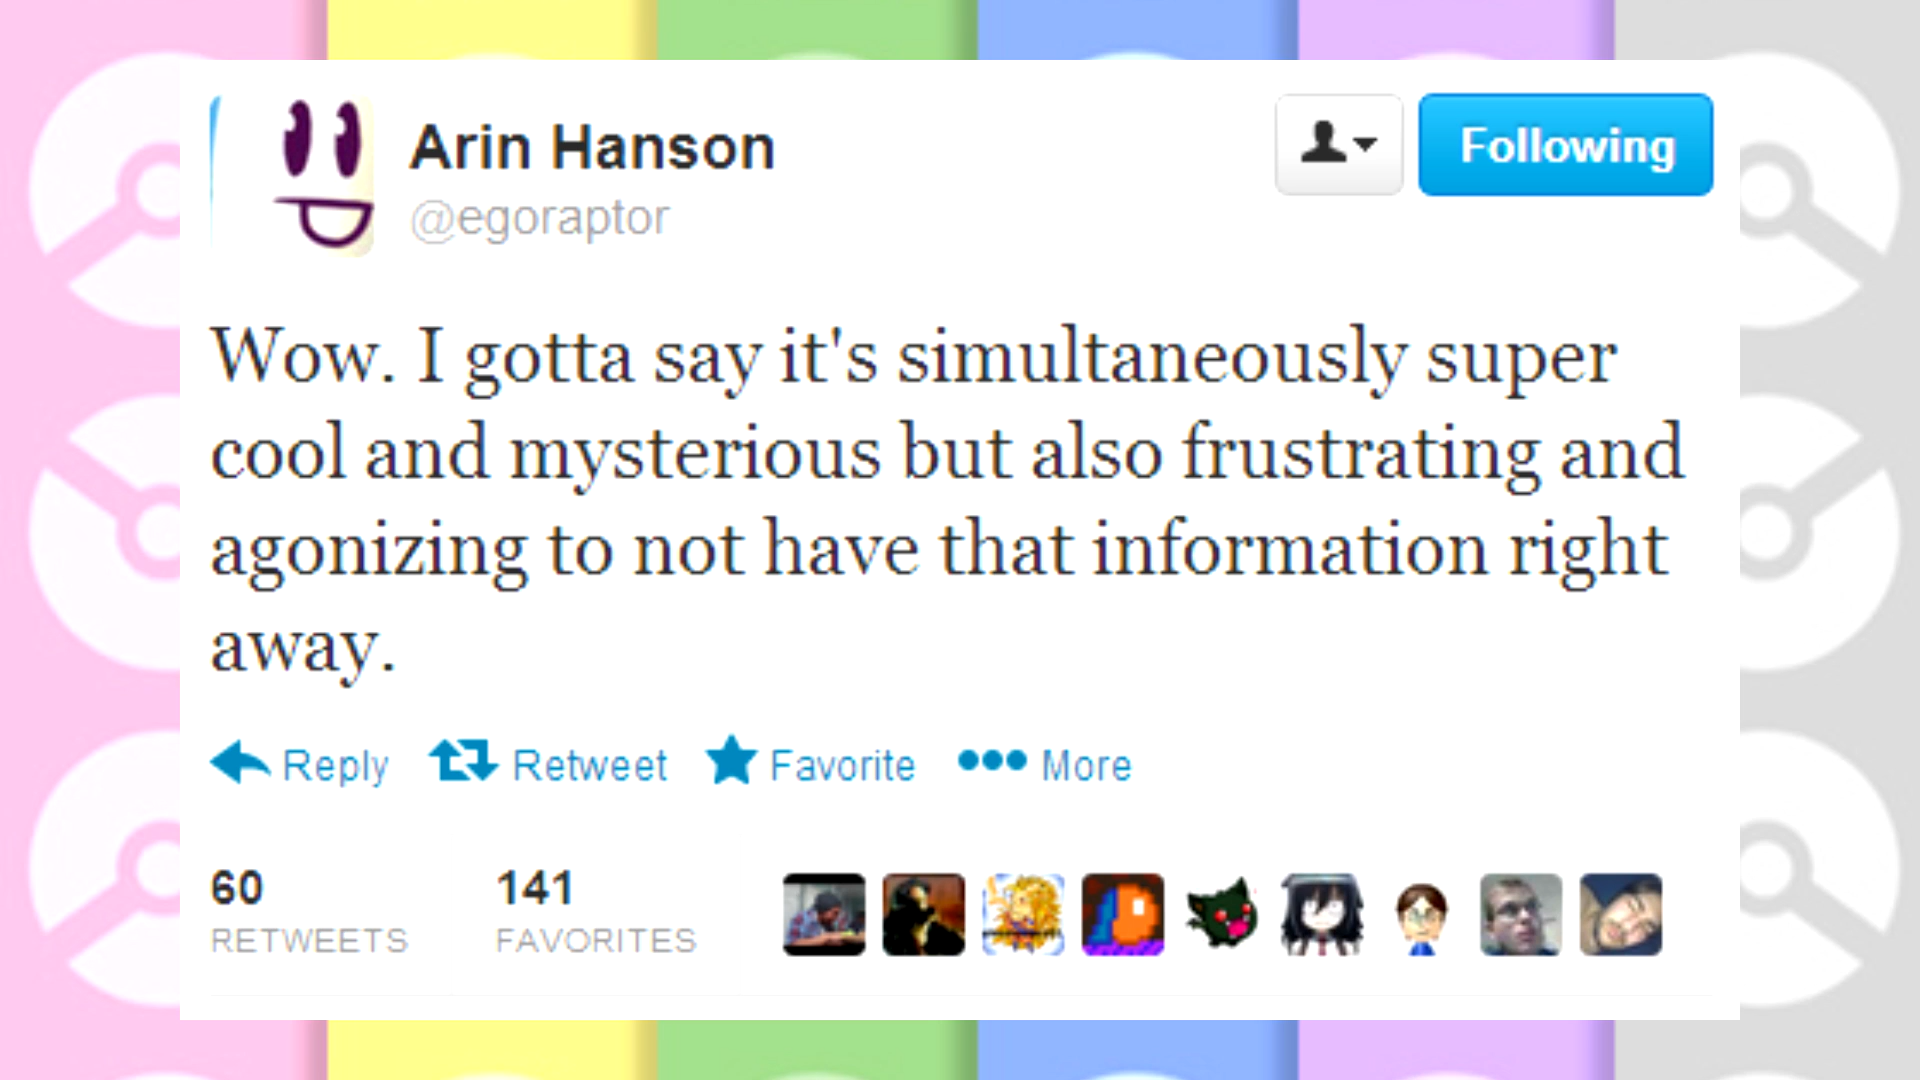 Arin Hanson
@egoraptor
Following
Wow. I gotta say it's simultaneously super
cool and mysterious but also frustrating and
agonizing to not have that information right
away.
Reply Retweet Favorite More
60 141
RETWEETS FAVORITES